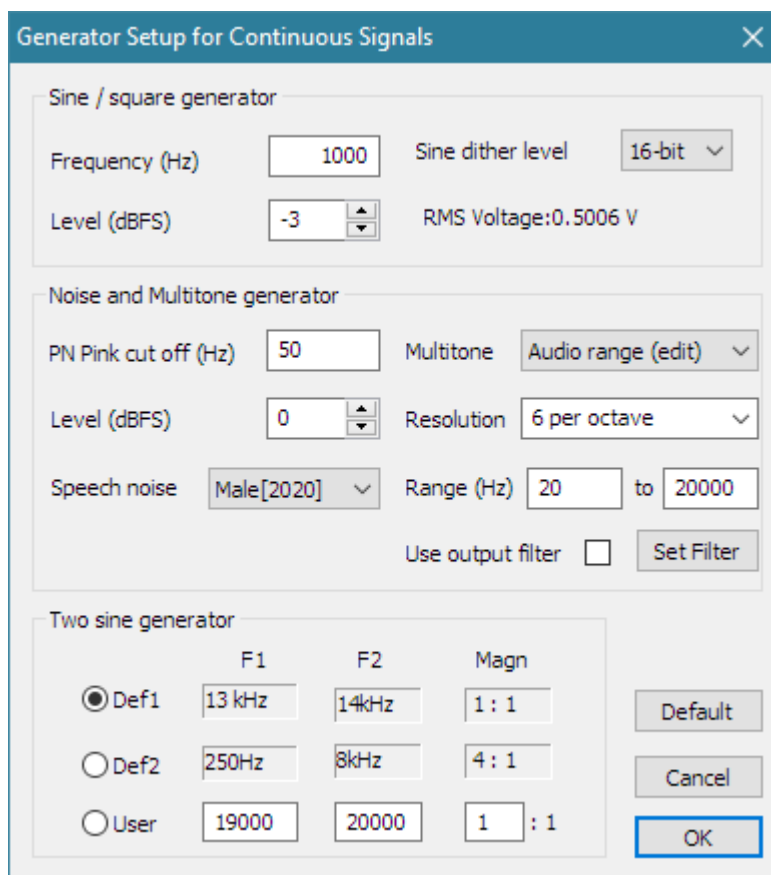 Generator Setup for Continuous Signals
Sine / square generator
Frequency (Hz) 1000 Sine dither level 16-bit
Level (dBFS) -3 RMS Voltage:0.5006 V
Noise and Multitone generator
PN Pink cut off (Hz) 50 Multitone Audio range (edit)
Level (dBFS) 0 Resolution 6 per octave
Speech noise Male[2020] Range (Hz) 20 to 20000
Use output filter Set Filter
Two sine generator
F1 F2 Magn
Def1 13 kHz 14kHz 1 : 1 Default
Def2 250Hz 8kHz 4 : 1 Cancel
User 19000 20000 1 : 1 OK